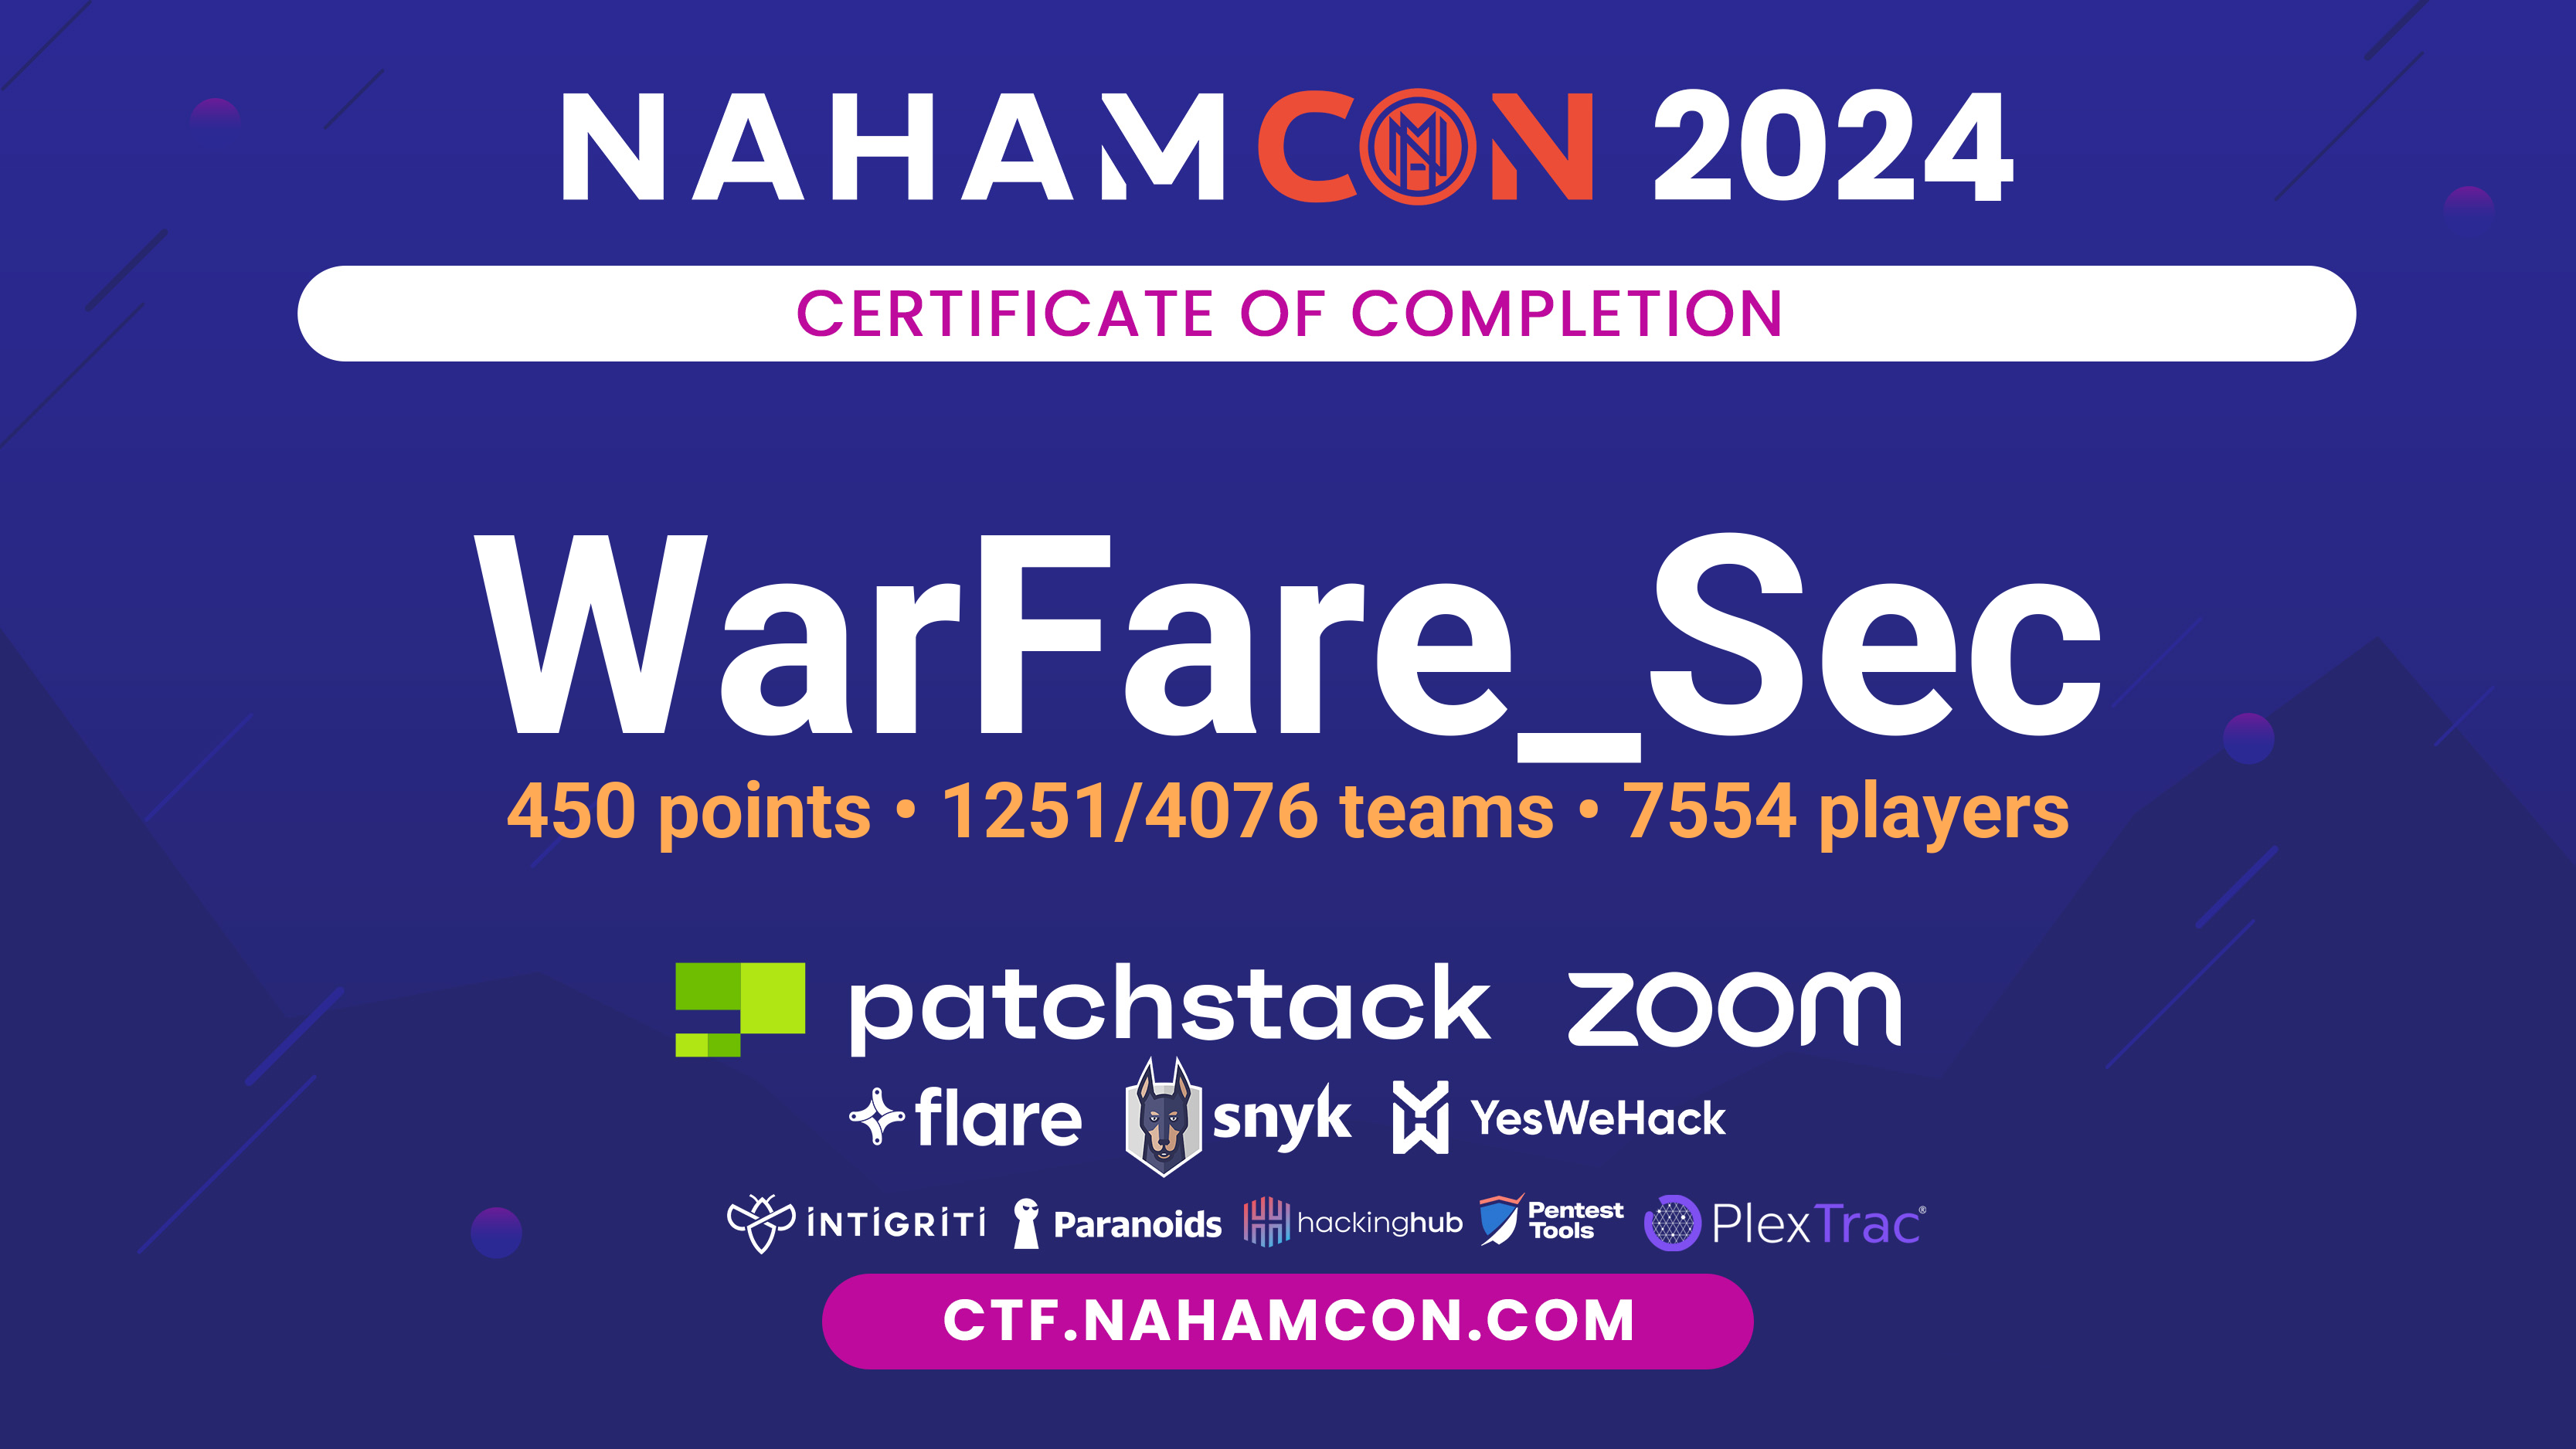 NAHAMCON 2024
CERTIFICATE OF COMPLETION
WarFare_Sec
450 points • 1251/4076 teams • 7554 players
patchstack zoom
flare snyk YesWeHack
INTIGRITI Paranoids hackinghub Pentest Tools PlexTrac®
CTF.NAHAMCON.COM